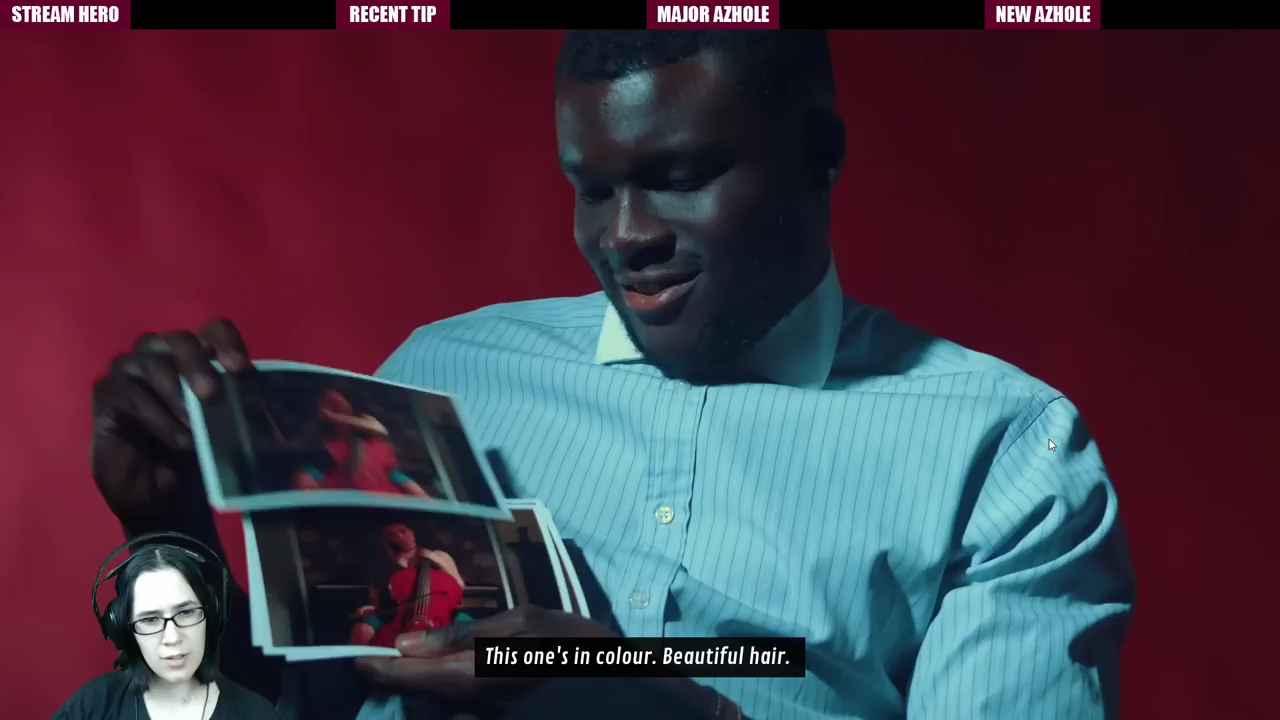 STREAM HERO
RECENT TIP
MAJOR AZHOLE
NEW AZHOLE
This one's in colour. Beautiful hair.